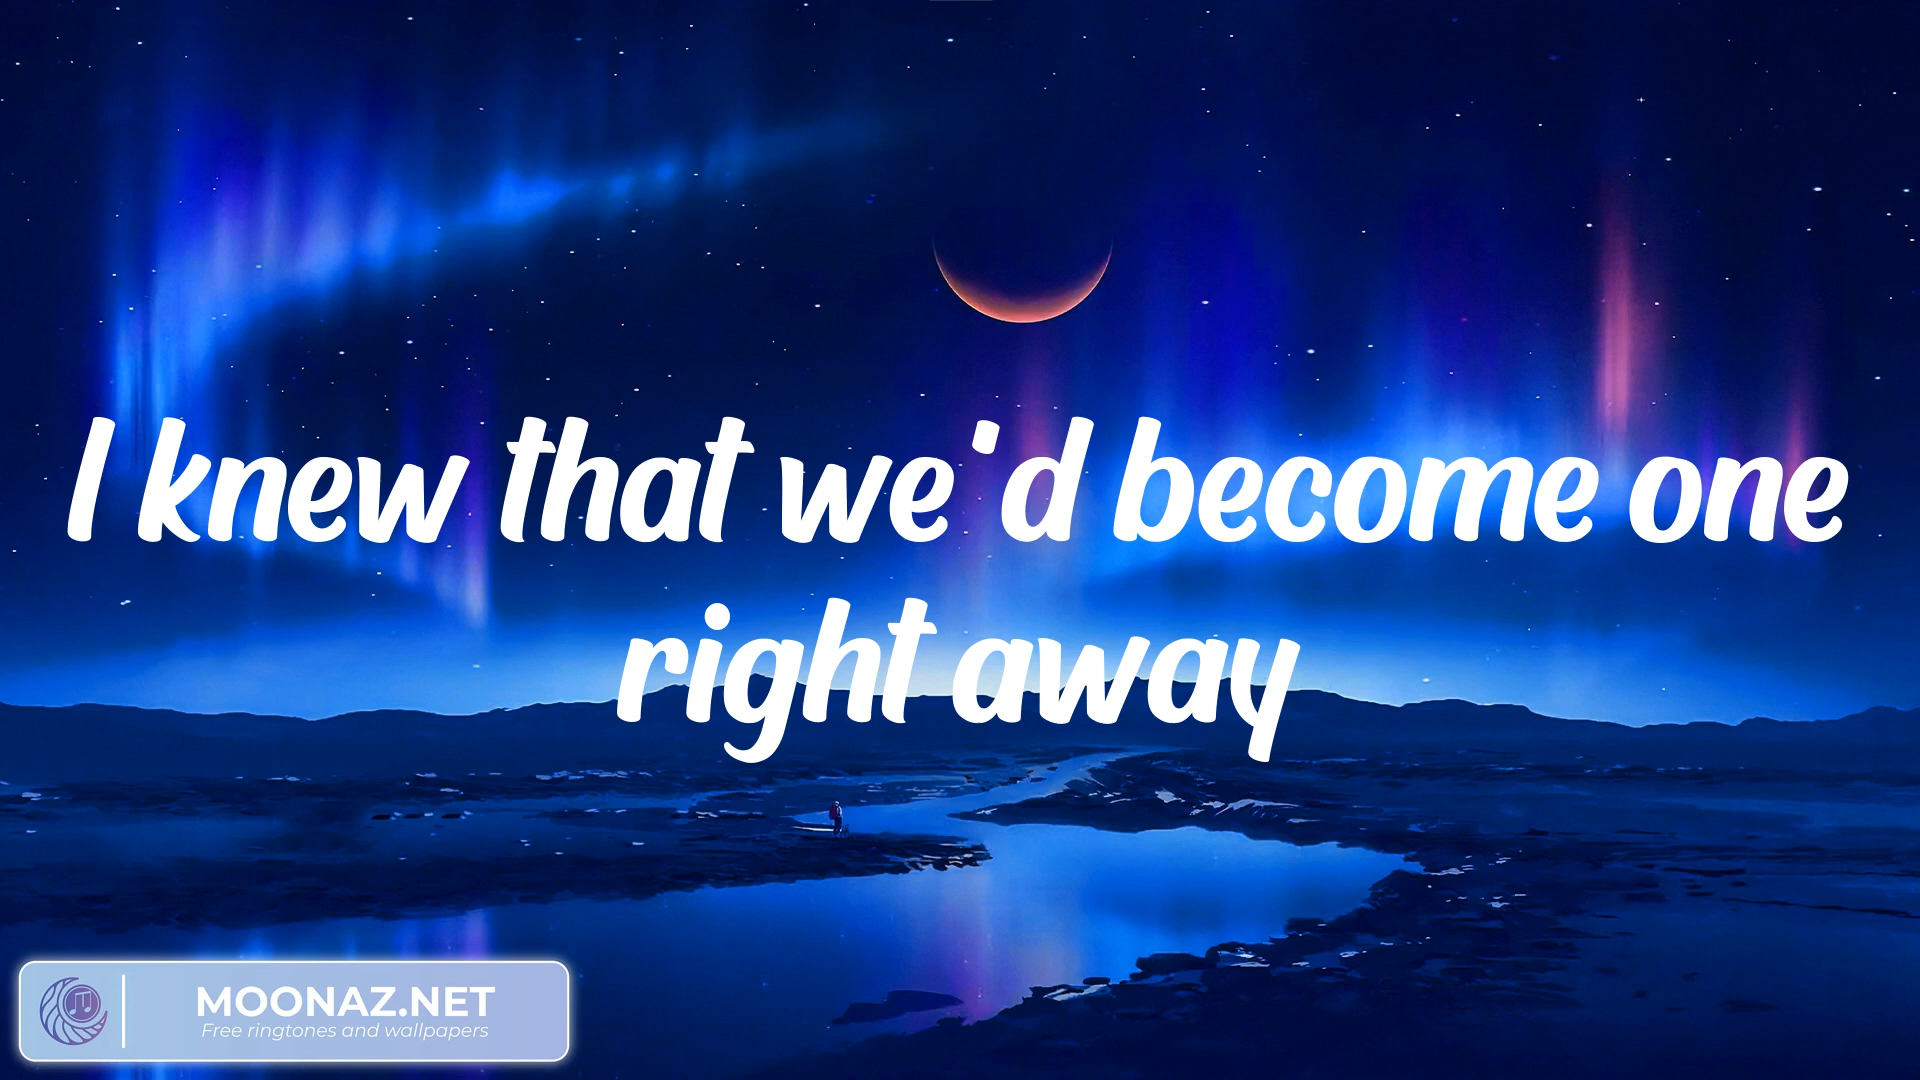 I knew that we'd become one
right away
MOONAZ.NET
Free ringtones and wallpapers